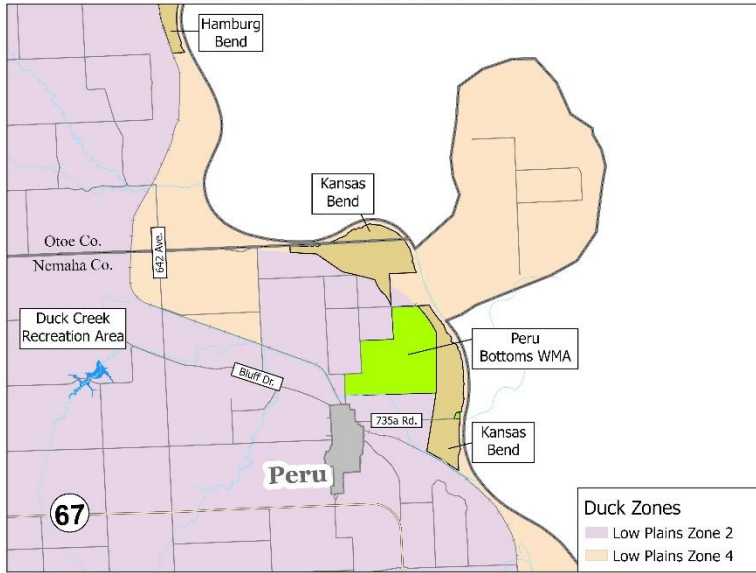 Hamburg
Bend
Kansas
Bend
Otoe Co.
Nemaha Co.
642 Ave.
Duck Creek
Recreation Area
Bluff Dr.
Peru
Bottoms WMA
735a Rd.
Kansas
Bend
Peru
67
Duck Zones
Low Plains Zone 2
Low Plains Zone 4